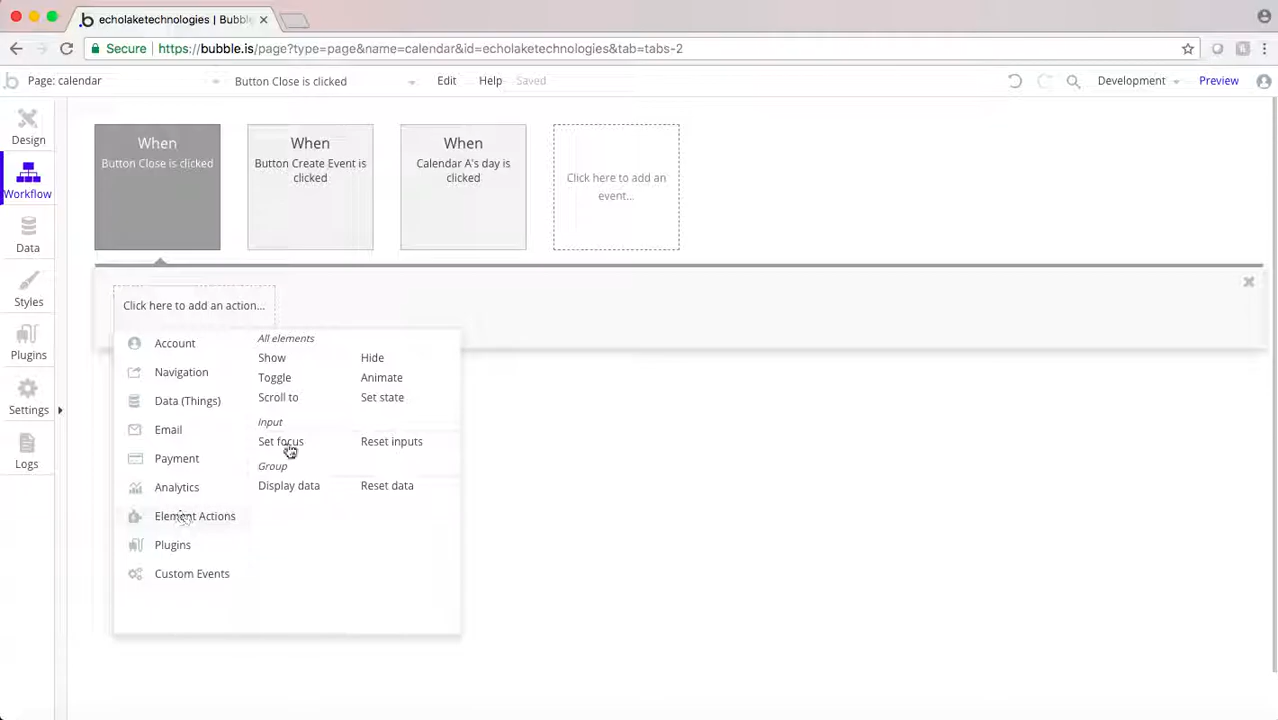 echolaketechnologies | Bubble
Secure
https://bubble.is/page?type=page&name=calendar&id=echolaketechnologies&tab=tabs-2
Page: calendar
Button Close is clicked
Edit
Help
Saved
Development
Preview
Design
Workflow
Data
Styles
Plugins
Settings
Logs
When
Button Close is clicked
When
Button Create Event is
clicked
When
Calendar A's day is
clicked
Click here to add an
event...
Click here to add an action...
Account
Navigation
Data (Things)
Email
Payment
Analytics
Element Actions
Plugins
Custom Events
All elements
Show
Hide
Toggle
Animate
Scroll to
Set state
Input
Set focus
Reset inputs
Group
Display data
Reset data